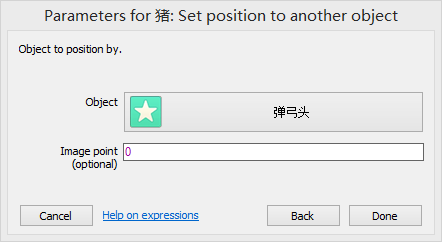 Parameters for 猪: Set position to another object
Object to position by.
Object
弹弓头
Image point
(optional)
0
Cancel
Help on expressions
Back
Done